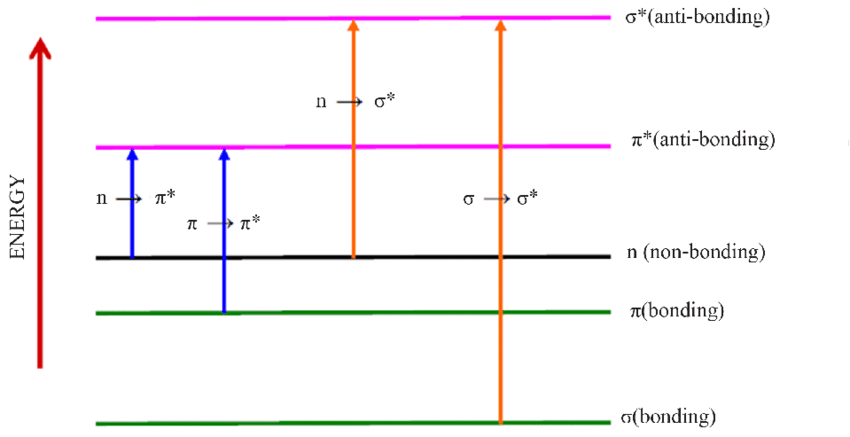 σ*(anti-bonding)
n → σ*
π*(anti-bonding)
ENERGY
n → π*
σ → σ*
π → π*
n (non-bonding)
π(bonding)
σ(bonding)